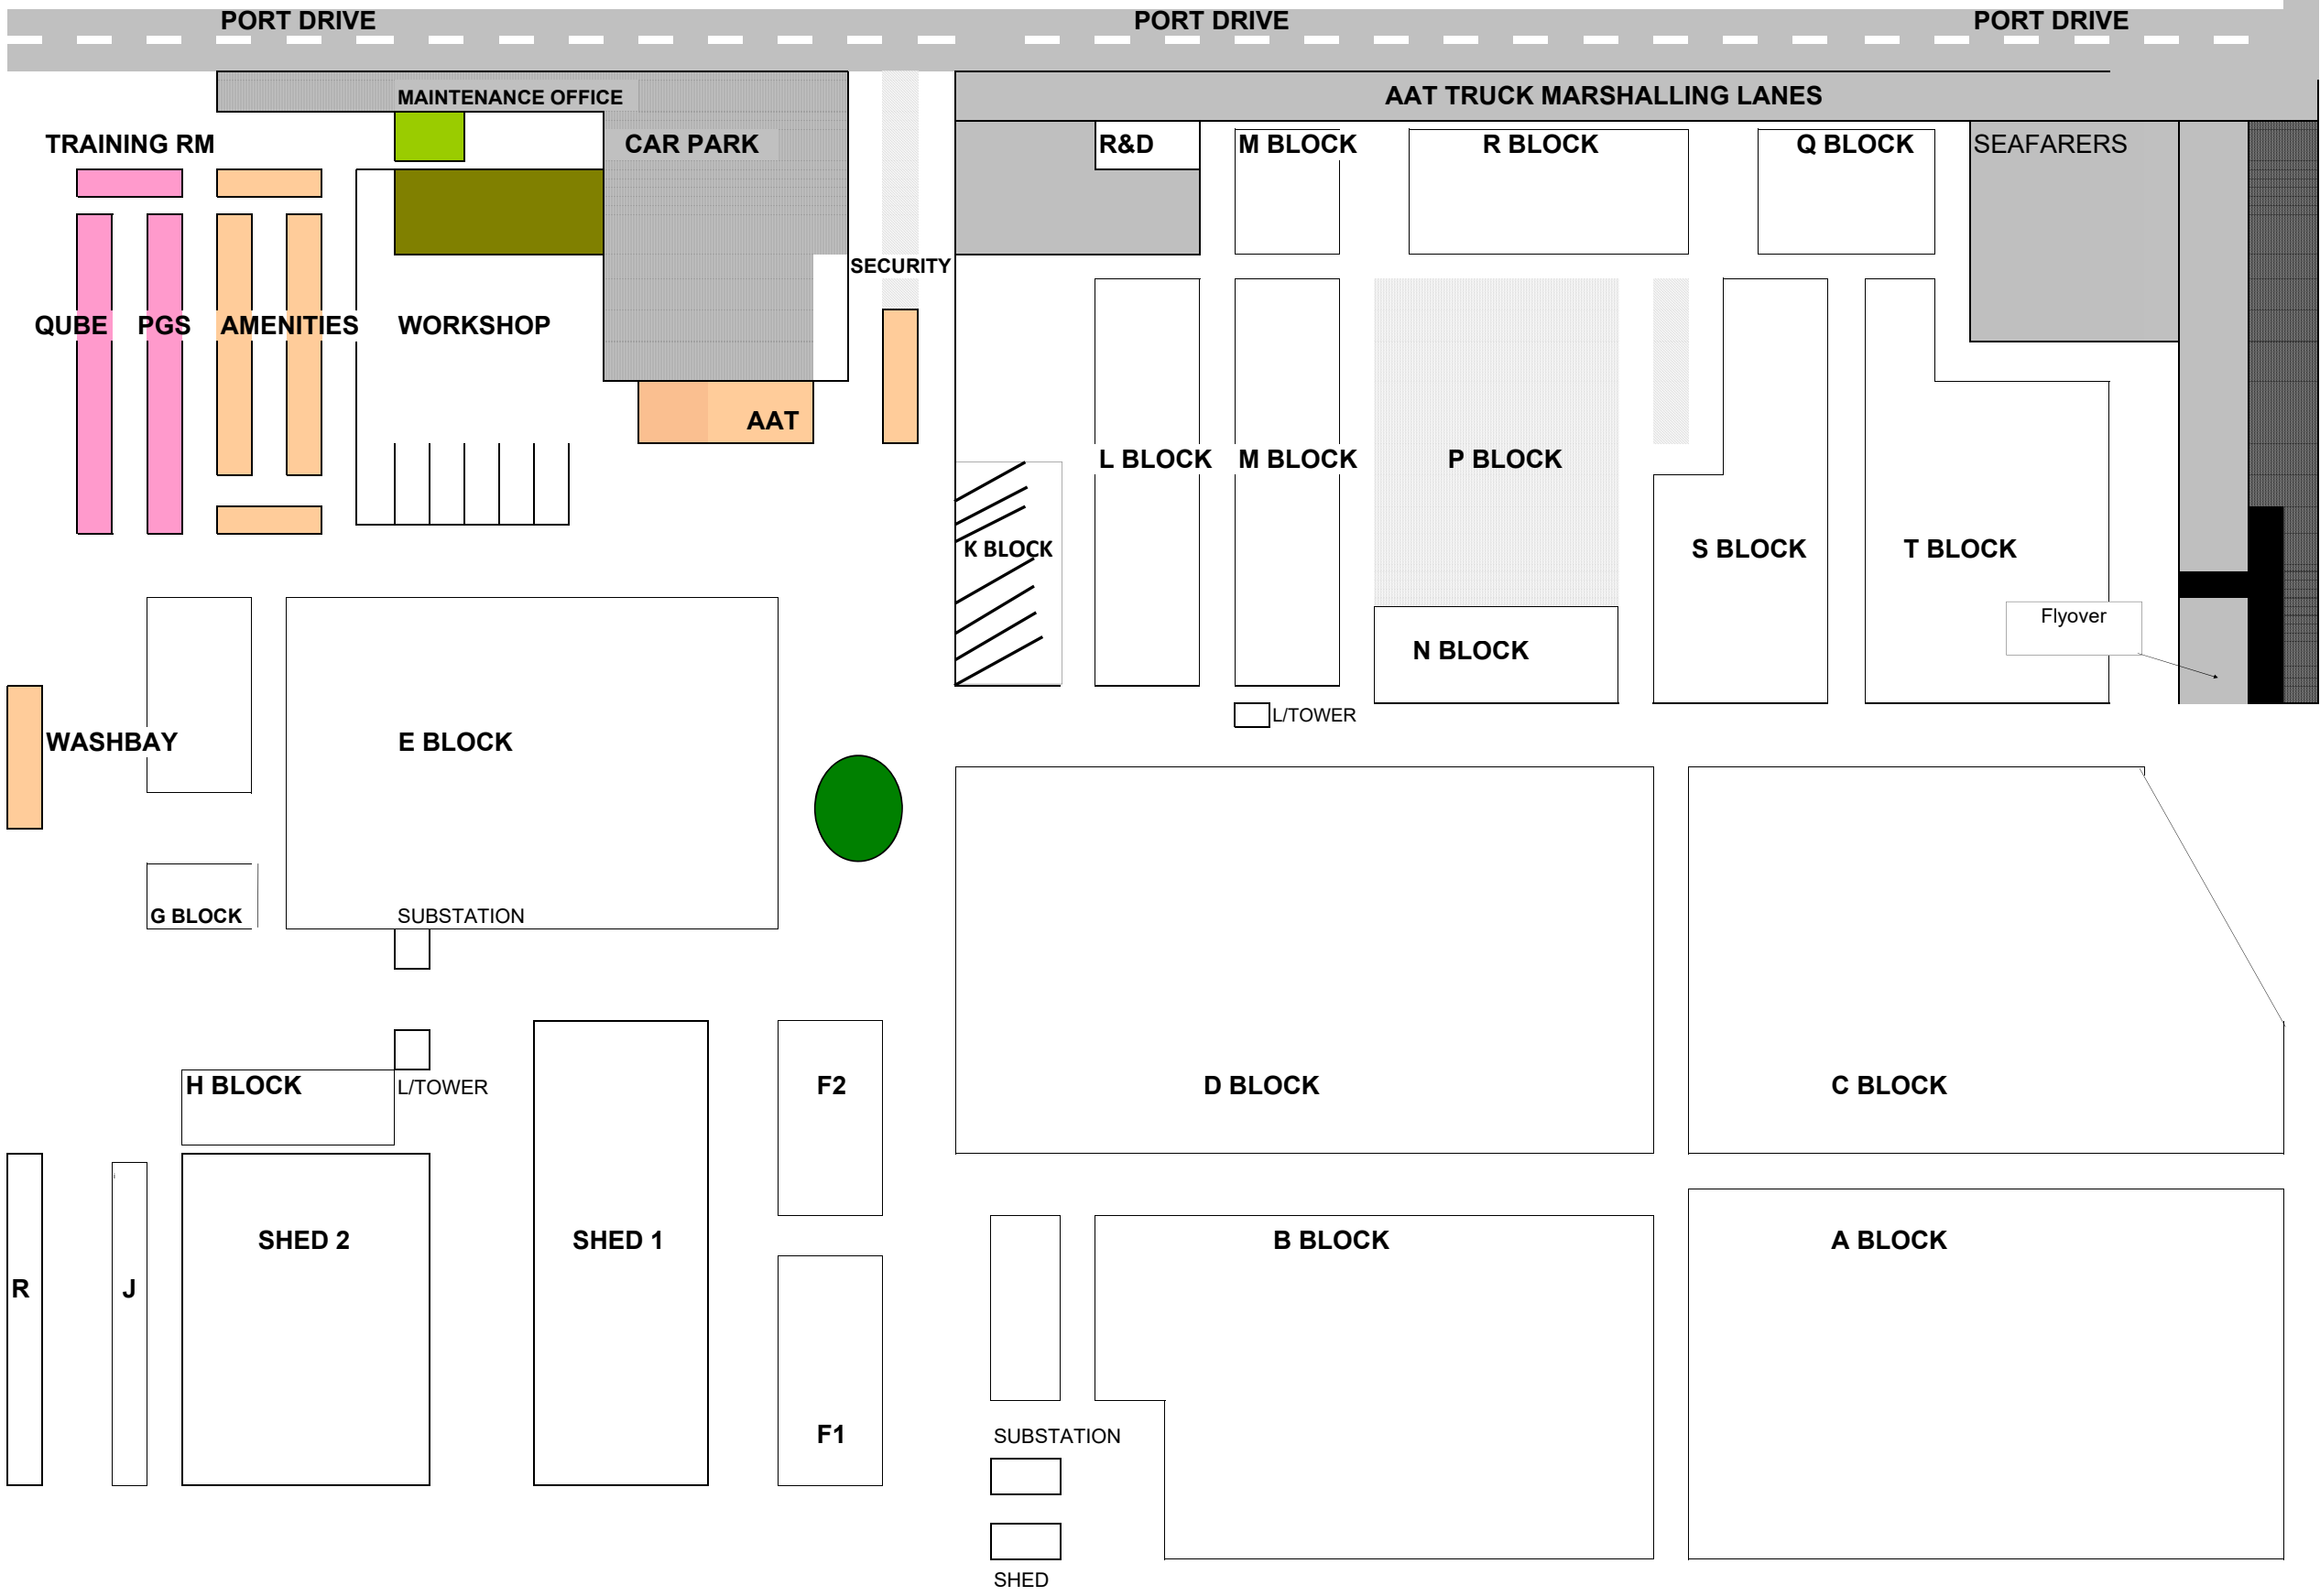 PORT DRIVE PORT DRIVE PORT DRIVE
MAINTENANCE OFFICE
AAT TRUCK MARSHALLING LANES
TRAINING RM
CAR PARK
R&D
M BLOCK
R BLOCK
Q BLOCK
SEAFARERS
SECURITY
QUBE
PGS
AMENITIES
WORKSHOP
AAT
L BLOCK
M BLOCK
P BLOCK
K BLOCK
S BLOCK
T BLOCK
Flyover
N BLOCK
L/TOWER
WASHBAY
E BLOCK
G BLOCK
SUBSTATION
H BLOCK
L/TOWER
F2
D BLOCK
C BLOCK
SHED 2
SHED 1
B BLOCK
A BLOCK
R
J
F1
SUBSTATION
SHED